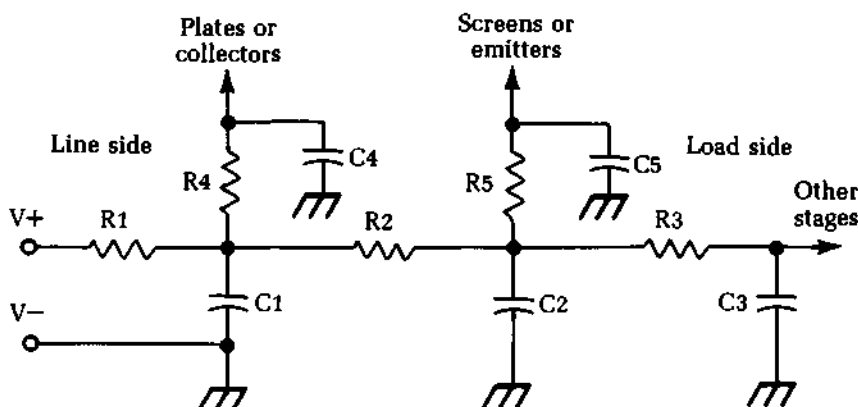 Plates or
collectors
Screens or
emitters
Line side
C4
Load side
C5
R4
R5
Other
stages
V+
R1
R2
R3
V−
C1
C2
C3